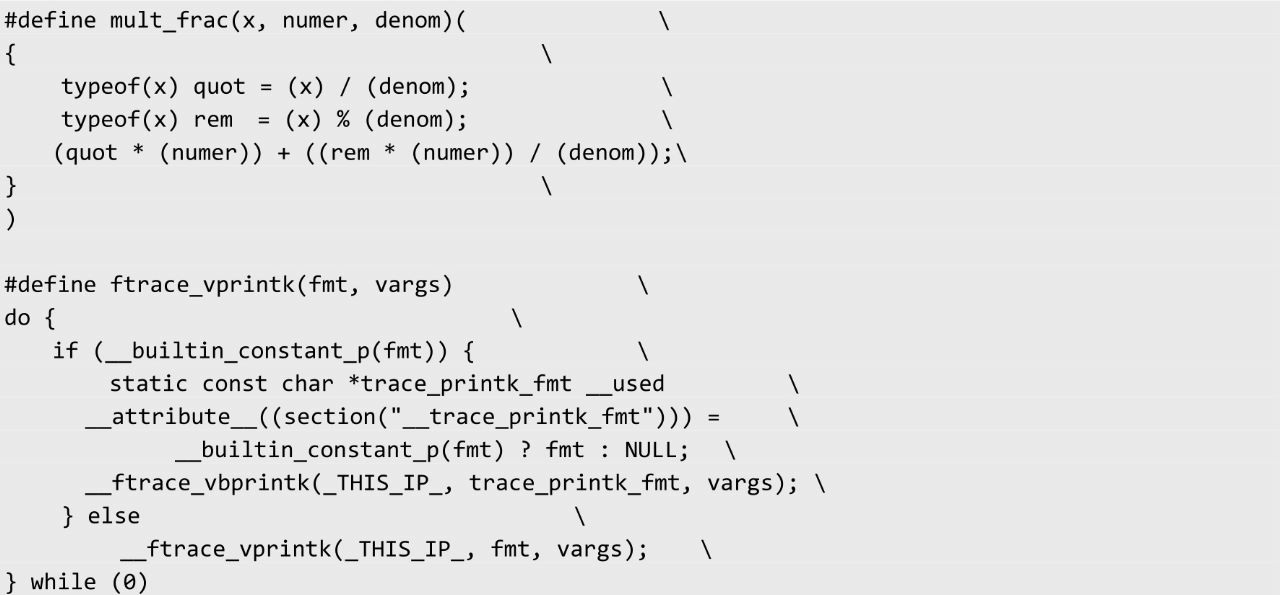 #define mult_frac(x, numer, denom)( \
{ \
typeof(x) quot = (x) / (denom); \
typeof(x) rem = (x) % (denom); \
(quot * (numer)) + ((rem * (numer)) / (denom));\
} \
)
#define ftrace_vprintk(fmt, vargs) \
do { \
if (__builtin_constant_p(fmt)) { \
static const char *trace_printk_fmt __used \
__attribute__((section("__trace_printk_fmt"))) = \
__builtin_constant_p(fmt) ? fmt : NULL; \
__ftrace_vbprintk(_THIS_IP_, trace_printk_fmt, vargs); \
} else \
__ftrace_vprintk(_THIS_IP_, fmt, vargs); \
} while (0)